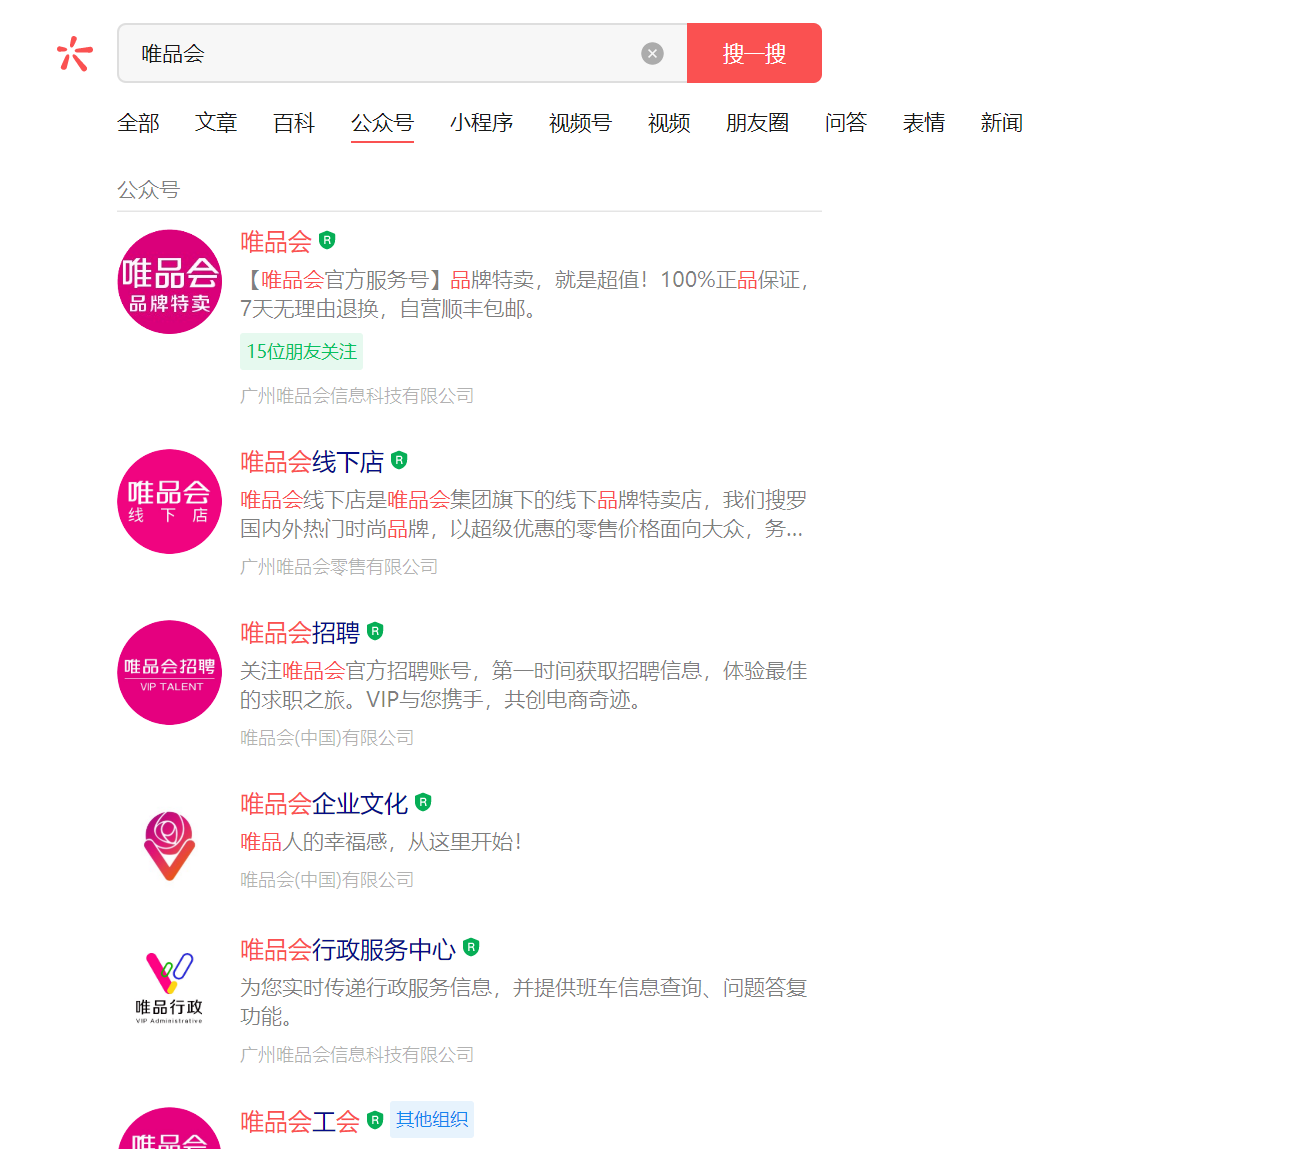 唯品会
搜一搜
全部 文章 百科 公众号 小程序 视频号 视频 朋友圈 问答 表情 新闻
公众号
唯品会
品牌特卖
唯品会
【唯品会官方服务号】品牌特卖，就是超值！100%正品保证，
7天无理由退换，自营顺丰包邮。
15位朋友关注
广州唯品会信息科技有限公司
唯品会
线下店
唯品会线下店
唯品会线下店是唯品会集团旗下的线下品牌特卖店，我们搜罗
国内外热门时尚品牌，以超级优惠的零售价格面向大众，务...
广州唯品会零售有限公司
唯品会招聘
VIP TALENT
唯品会招聘
关注唯品会官方招聘账号，第一时间获取招聘信息，体验最佳
的求职之旅。VIP与您携手，共创电商奇迹。
唯品会(中国)有限公司
唯品会企业文化
唯品人的幸福感，从这里开始！
唯品会(中国)有限公司
唯品行政
VIP Administrative
唯品会行政服务中心
为您实时传递行政服务信息，并提供班车信息查询、问题答复
功能。
广州唯品会信息科技有限公司
唯品会
唯品会工会 其他组织